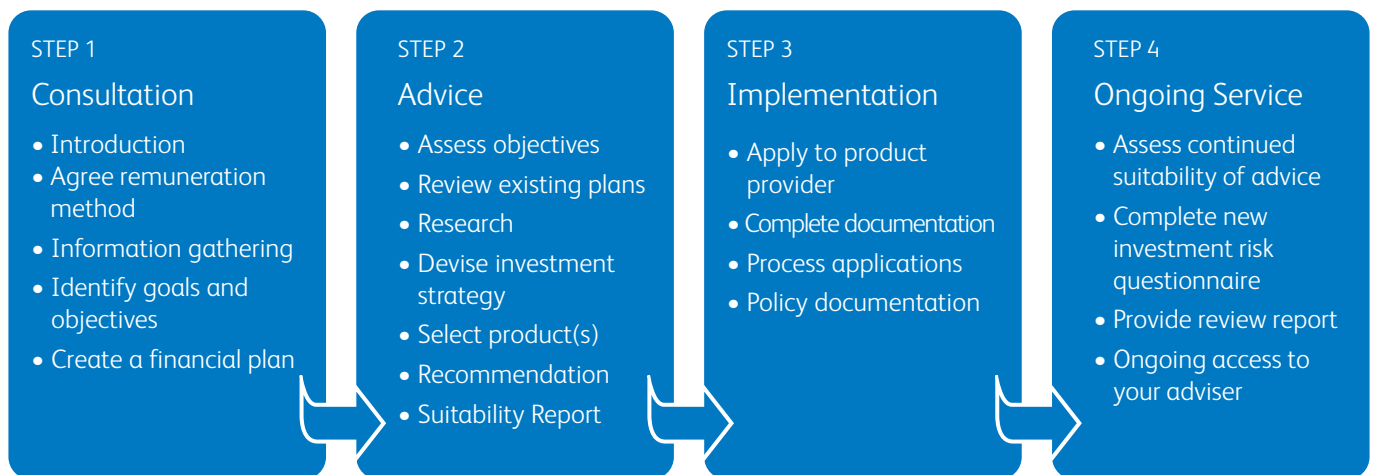 STEP 1
Consultation
• Introduction
• Agree remuneration
method
• Information gathering
• Identify goals and
objectives
• Create a financial plan
STEP 2
Advice
• Assess objectives
• Review existing plans
• Research
• Devise investment
strategy
• Select product(s)
• Recommendation
• Suitability Report
STEP 3
Implementation
• Apply to product
provider
• Complete documentation
• Process applications
• Policy documentation
STEP 4
Ongoing Service
• Assess continued
suitability of advice
• Complete new
investment risk
questionnaire
• Provide review report
• Ongoing access to
your adviser